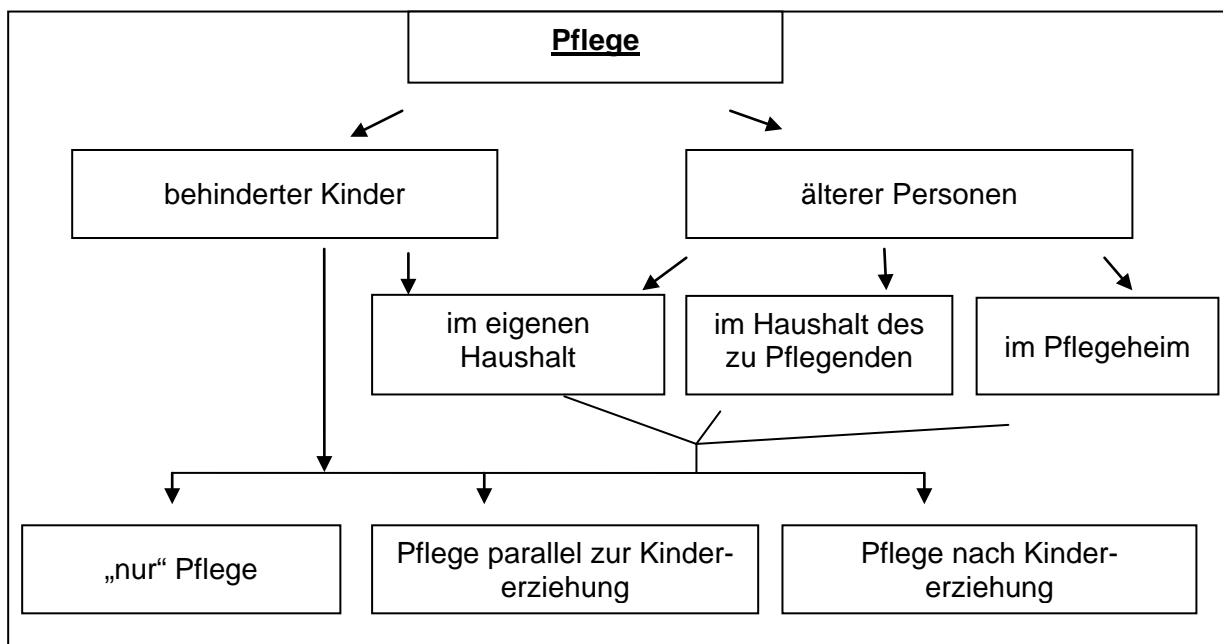 Pflege
behinderter Kinder
älterer Personen
im eigenen
Haushalt
im Haushalt des
zu Pflegenden
im Pflegeheim
„nur“ Pflege
Pflege parallel zur Kinder-
erziehung
Pflege nach Kinder-
erziehung